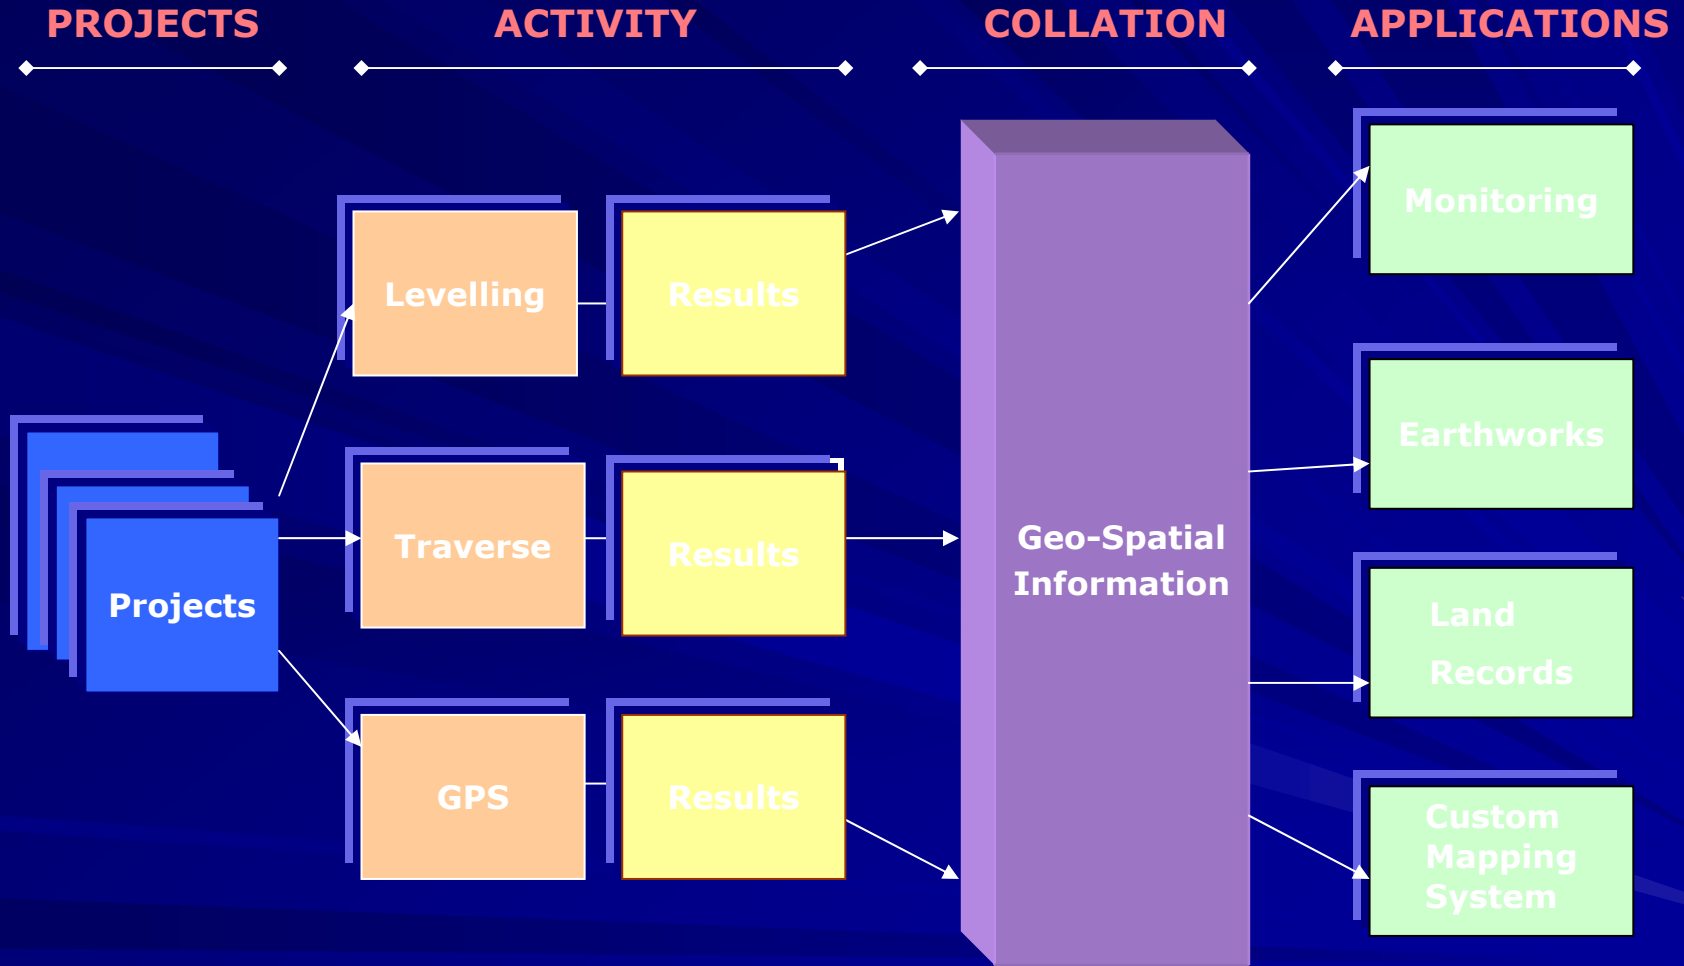 PROJECTS
ACTIVITY
COLLATION
APPLICATIONS
Projects
Levelling
Results
Traverse
Results
GPS
Results
Geo-Spatial
Information
Monitoring
Earthworks
Land
Records
Custom
Mapping
System